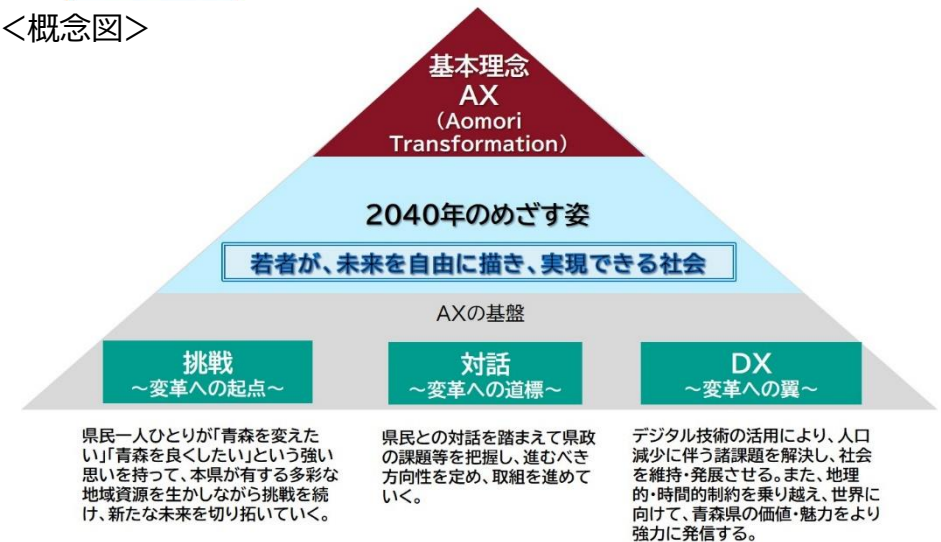 <概念図>
基本理念
AX
(Aomori
Transformation)
2040年のめざす姿
若者が、未来を自由に描き、実現できる社会
AXの基盤
挑戦
~変革への起点~
対話
~変革への道標~
DX
~変革への翼~
県民一人ひとりが「青森を変えた
い」「青森を良くしたい」という強い
思いを持って、本県が有する多彩な
地域資源を生かしながら挑戦を続
け、新たな未来を切り拓いていく。
県民との対話を踏まえて県政
の課題等を把握し、進むべき
方向性を定め、取組を進めて
いく。
デジタル技術の活用により、人口
減少に伴う諸課題を解決し、社会
を維持・発展させる。また、地理
的・時間的制約を乗り越え、世界に
向けて、青森県の価値・魅力をより
強力に発信する。